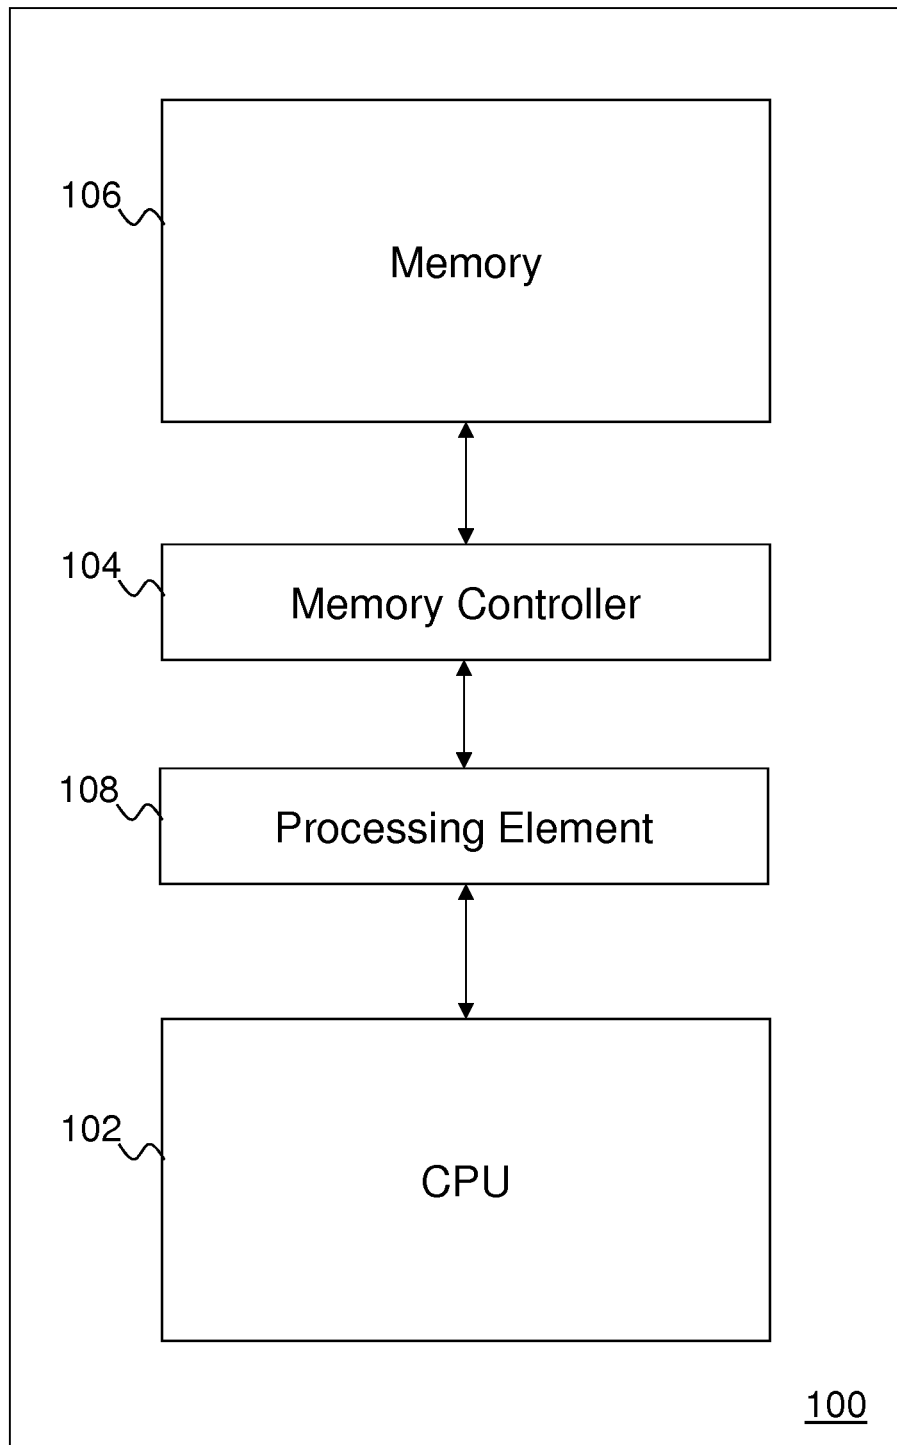 106
Memory
104
Memory Controller
108
Processing Element
102
CPU
100